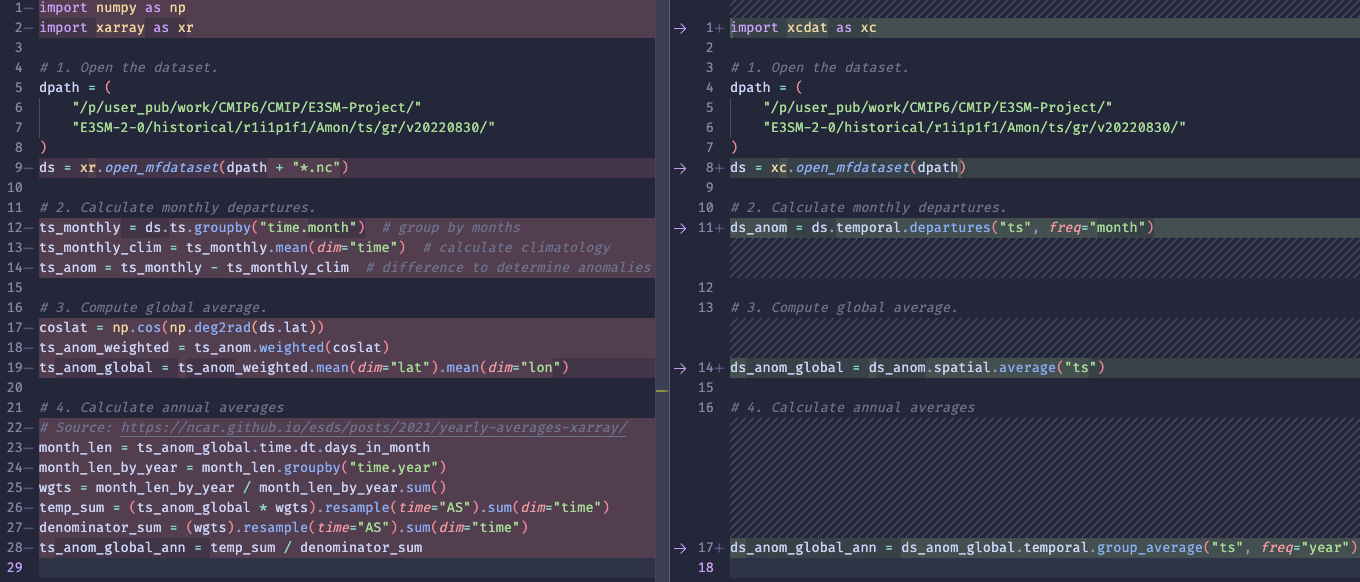 1— import numpy as np
2— import xarray as xr
3
4 # 1. Open the dataset.
5 dpath = (
6 "/p/user_pub/work/CMIP6/CMIP/E3SM-Project/"
7 "E3SM-2-0/historical/r1i1p1f1/Amon/ts/gr/v20220830/"
8 )
9— ds = xr.open_mfdataset(dpath + "*.nc")
10
11 # 2. Calculate monthly departures.
12— ts_monthly = ds.ts.groupby("time.month")  # group by months
13— ts_monthly_clim = ts_monthly.mean(dim="time")  # calculate climatology
14— ts_anom = ts_monthly - ts_monthly_clim  # difference to determine anomalies
15
16 # 3. Compute global average.
17— coslat = np.cos(np.deg2rad(ds.lat))
18— ts_anom_weighted = ts_anom.weighted(coslat)
19— ts_anom_global = ts_anom_weighted.mean(dim="lat").mean(dim="lon")
20
21 # 4. Calculate annual averages
22— # Source: https://ncar.github.io/esds/posts/2021/yearly-averages-xarray/
23— month_len = ts_anom_global.time.dt.days_in_month
24— month_len_by_year = month_len.groupby("time.year")
25— wgts = month_len_by_year / month_len_by_year.sum()
26— temp_sum = (ts_anom_global * wgts).resample(time="AS").sum(dim="time")
27— denominator_sum = (wgts).resample(time="AS").sum(dim="time")
28— ts_anom_global_ann = temp_sum / denominator_sum
29
→ 1+ import xcdat as xc
2
3 # 1. Open the dataset.
4 dpath = (
5 "/p/user_pub/work/CMIP6/CMIP/E3SM-Project/"
6 "E3SM-2-0/historical/r1i1p1f1/Amon/ts/gr/v20220830/"
7 )
→ 8+ ds = xc.open_mfdataset(dpath)
9
10 # 2. Calculate monthly departures.
→ 11+ ds_anom = ds.temporal.departures("ts", freq="month")
12
13 # 3. Compute global average.
→ 14+ ds_anom_global = ds_anom.spatial.average("ts")
15
16 # 4. Calculate annual averages
→ 17+ ds_anom_global_ann = ds_anom_global.temporal.group_average("ts", freq="year")
18